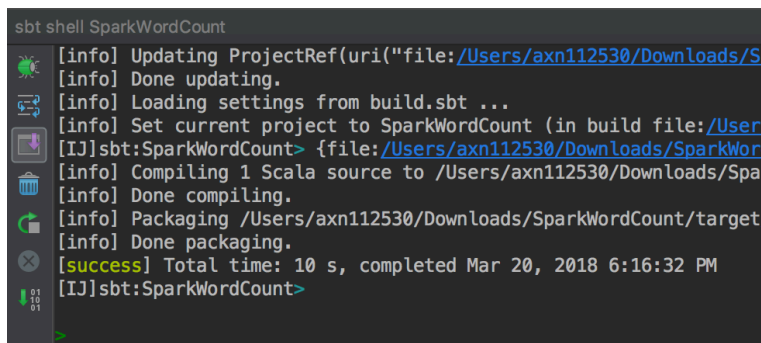 sbt shell SparkWordCount
[info] Updating ProjectRef(uri("file:/Users/axn112530/Downloads/S
[info] Done updating.
[info] Loading settings from build.sbt ...
[info] Set current project to SparkWordCount (in build file:/User
[IJ]sbt:SparkWordCount> {file:/Users/axn112530/Downloads/SparkWor
[info] Compiling 1 Scala source to /Users/axn112530/Downloads/Spa
[info] Done compiling.
[info] Packaging /Users/axn112530/Downloads/SparkWordCount/target
[info] Done packaging.
[success] Total time: 10 s, completed Mar 20, 2018 6:16:32 PM
[IJ]sbt:SparkWordCount>
>
01
10
01